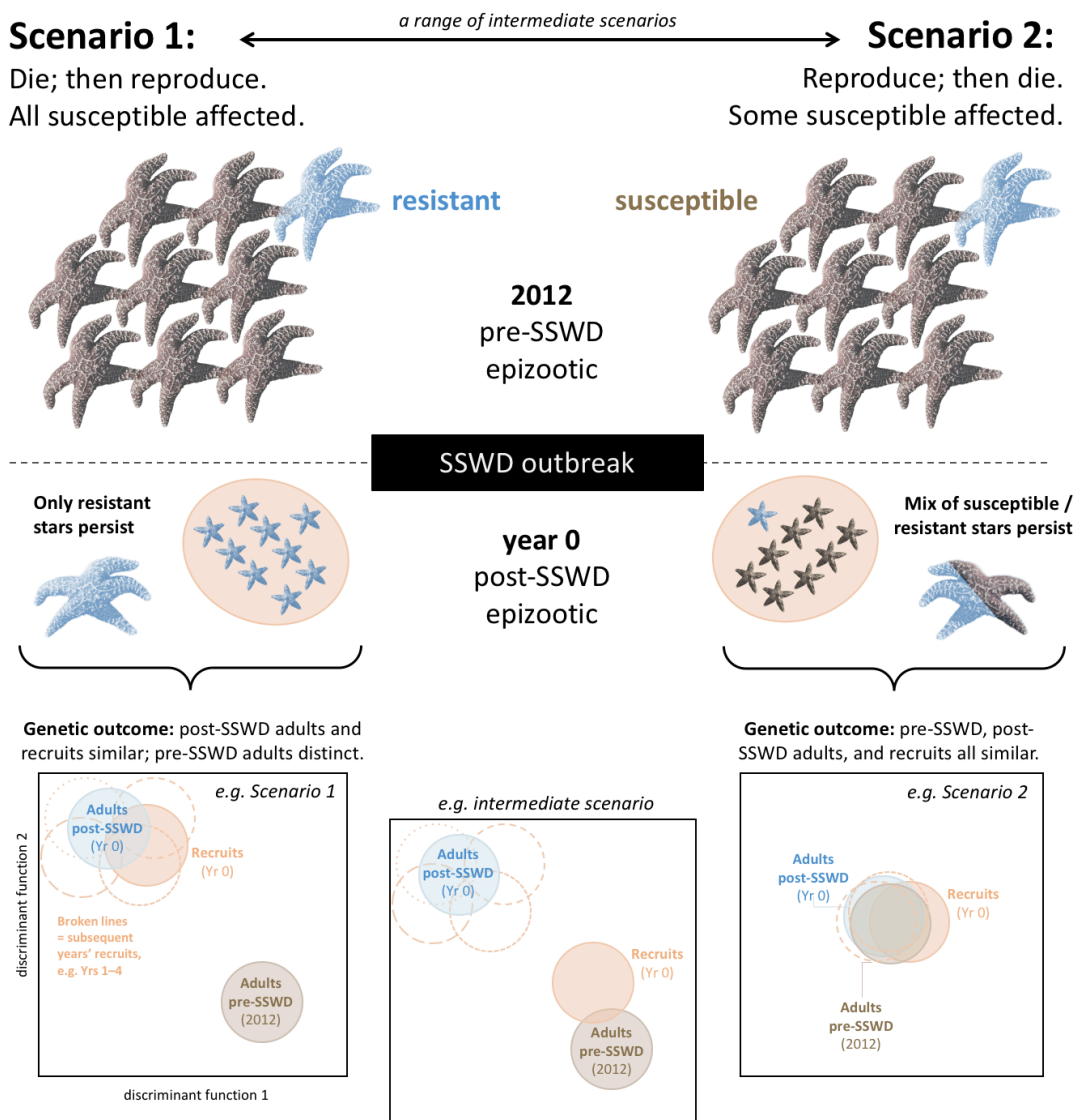 a range of intermediate scenarios
Scenario 1:
Die; then reproduce.
All susceptible affected.
Scenario 2:
Reproduce; then die.
Some susceptible affected.
resistant
susceptible
2012
pre-SSWD
epizootic
SSWD outbreak
Only resistant
stars persist
year 0
post-SSWD
epizootic
Mix of susceptible /
resistant stars persist
Genetic outcome: post-SSWD adults and
recruits similar; pre-SSWD adults distinct.
Genetic outcome: pre-SSWD, post-
SSWD adults, and recruits all similar.
e.g. Scenario 1
Adults
post-SSWD
(Yr 0)
Recruits
(Yr 0)
Broken lines
= subsequent
years’ recruits,
e.g. Yrs 1–4
Adults
pre-SSWD
(2012)
discriminant function 2
discriminant function 1
e.g. intermediate scenario
Adults
post-SSWD
(Yr 0)
Recruits
(Yr 0)
Adults
pre-SSWD
(2012)
e.g. Scenario 2
Adults
post-SSWD
(Yr 0)
Recruits
(Yr 0)
Adults
pre-SSWD
(2012)